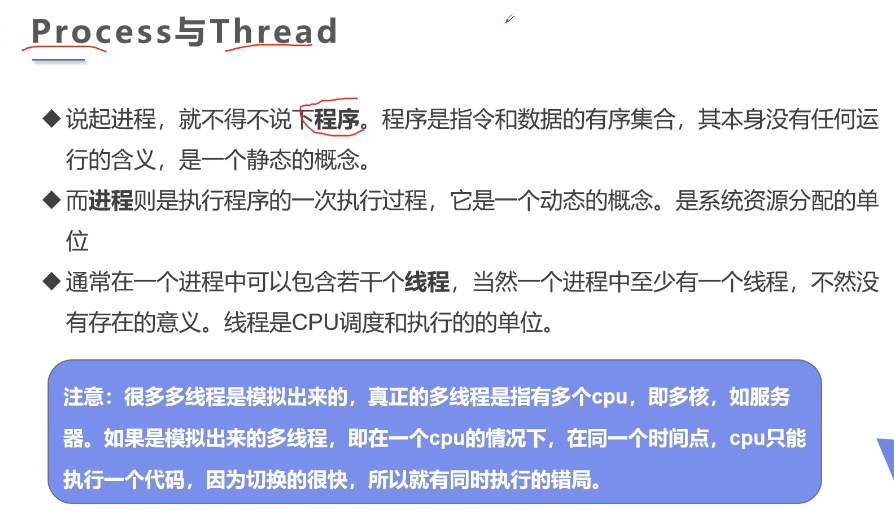 Process与Thread
◆说起进程，就不得不说下程序。程序是指令和数据的有序集合，其本身没有任何运
行的含义，是一个静态的概念。
◆而进程则是执行程序的一次执行过程，它是一个动态的概念。是系统资源分配的单
位
◆通常在一个进程中可以包含若干个线程，当然一个进程中至少有一个线程，不然没
有存在的意义。线程是CPU调度和执行的的单位。
注意：很多多线程是模拟出来的，真正的多线程是指有多个cpu，即多核，如服务
器。如果是模拟出来的多线程，即在一个cpu的情况下，在同一个时间点，cpu只能
执行一个代码，因为切换的很快，所以就有同时执行的错局。